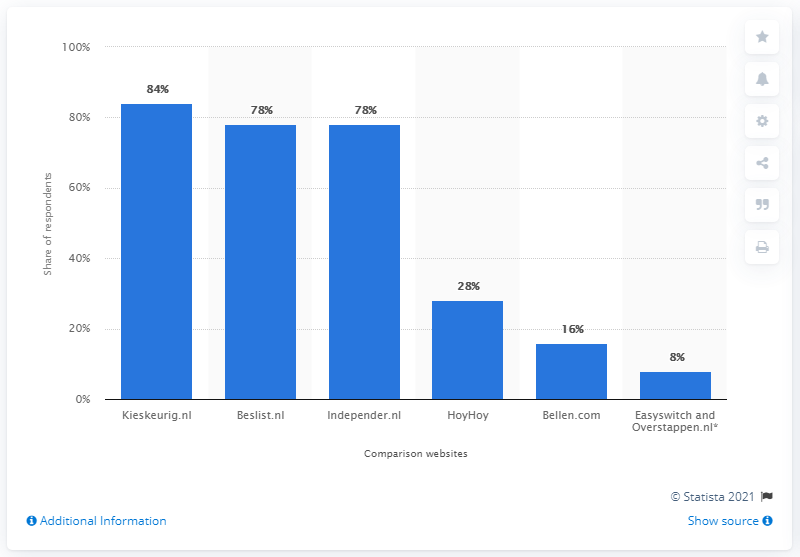 100%
80%
60%
40%
20%
0%
Share of respondents
84%
78%
78%
28%
16%
8%
Kieskeurig.nl
Beslist.nl
Independer.nl
HoyHoy
Bellen.com
Easyswitch and
Overstappen.nl*
Comparison websites
© Statista 2021
Additional Information
Show source